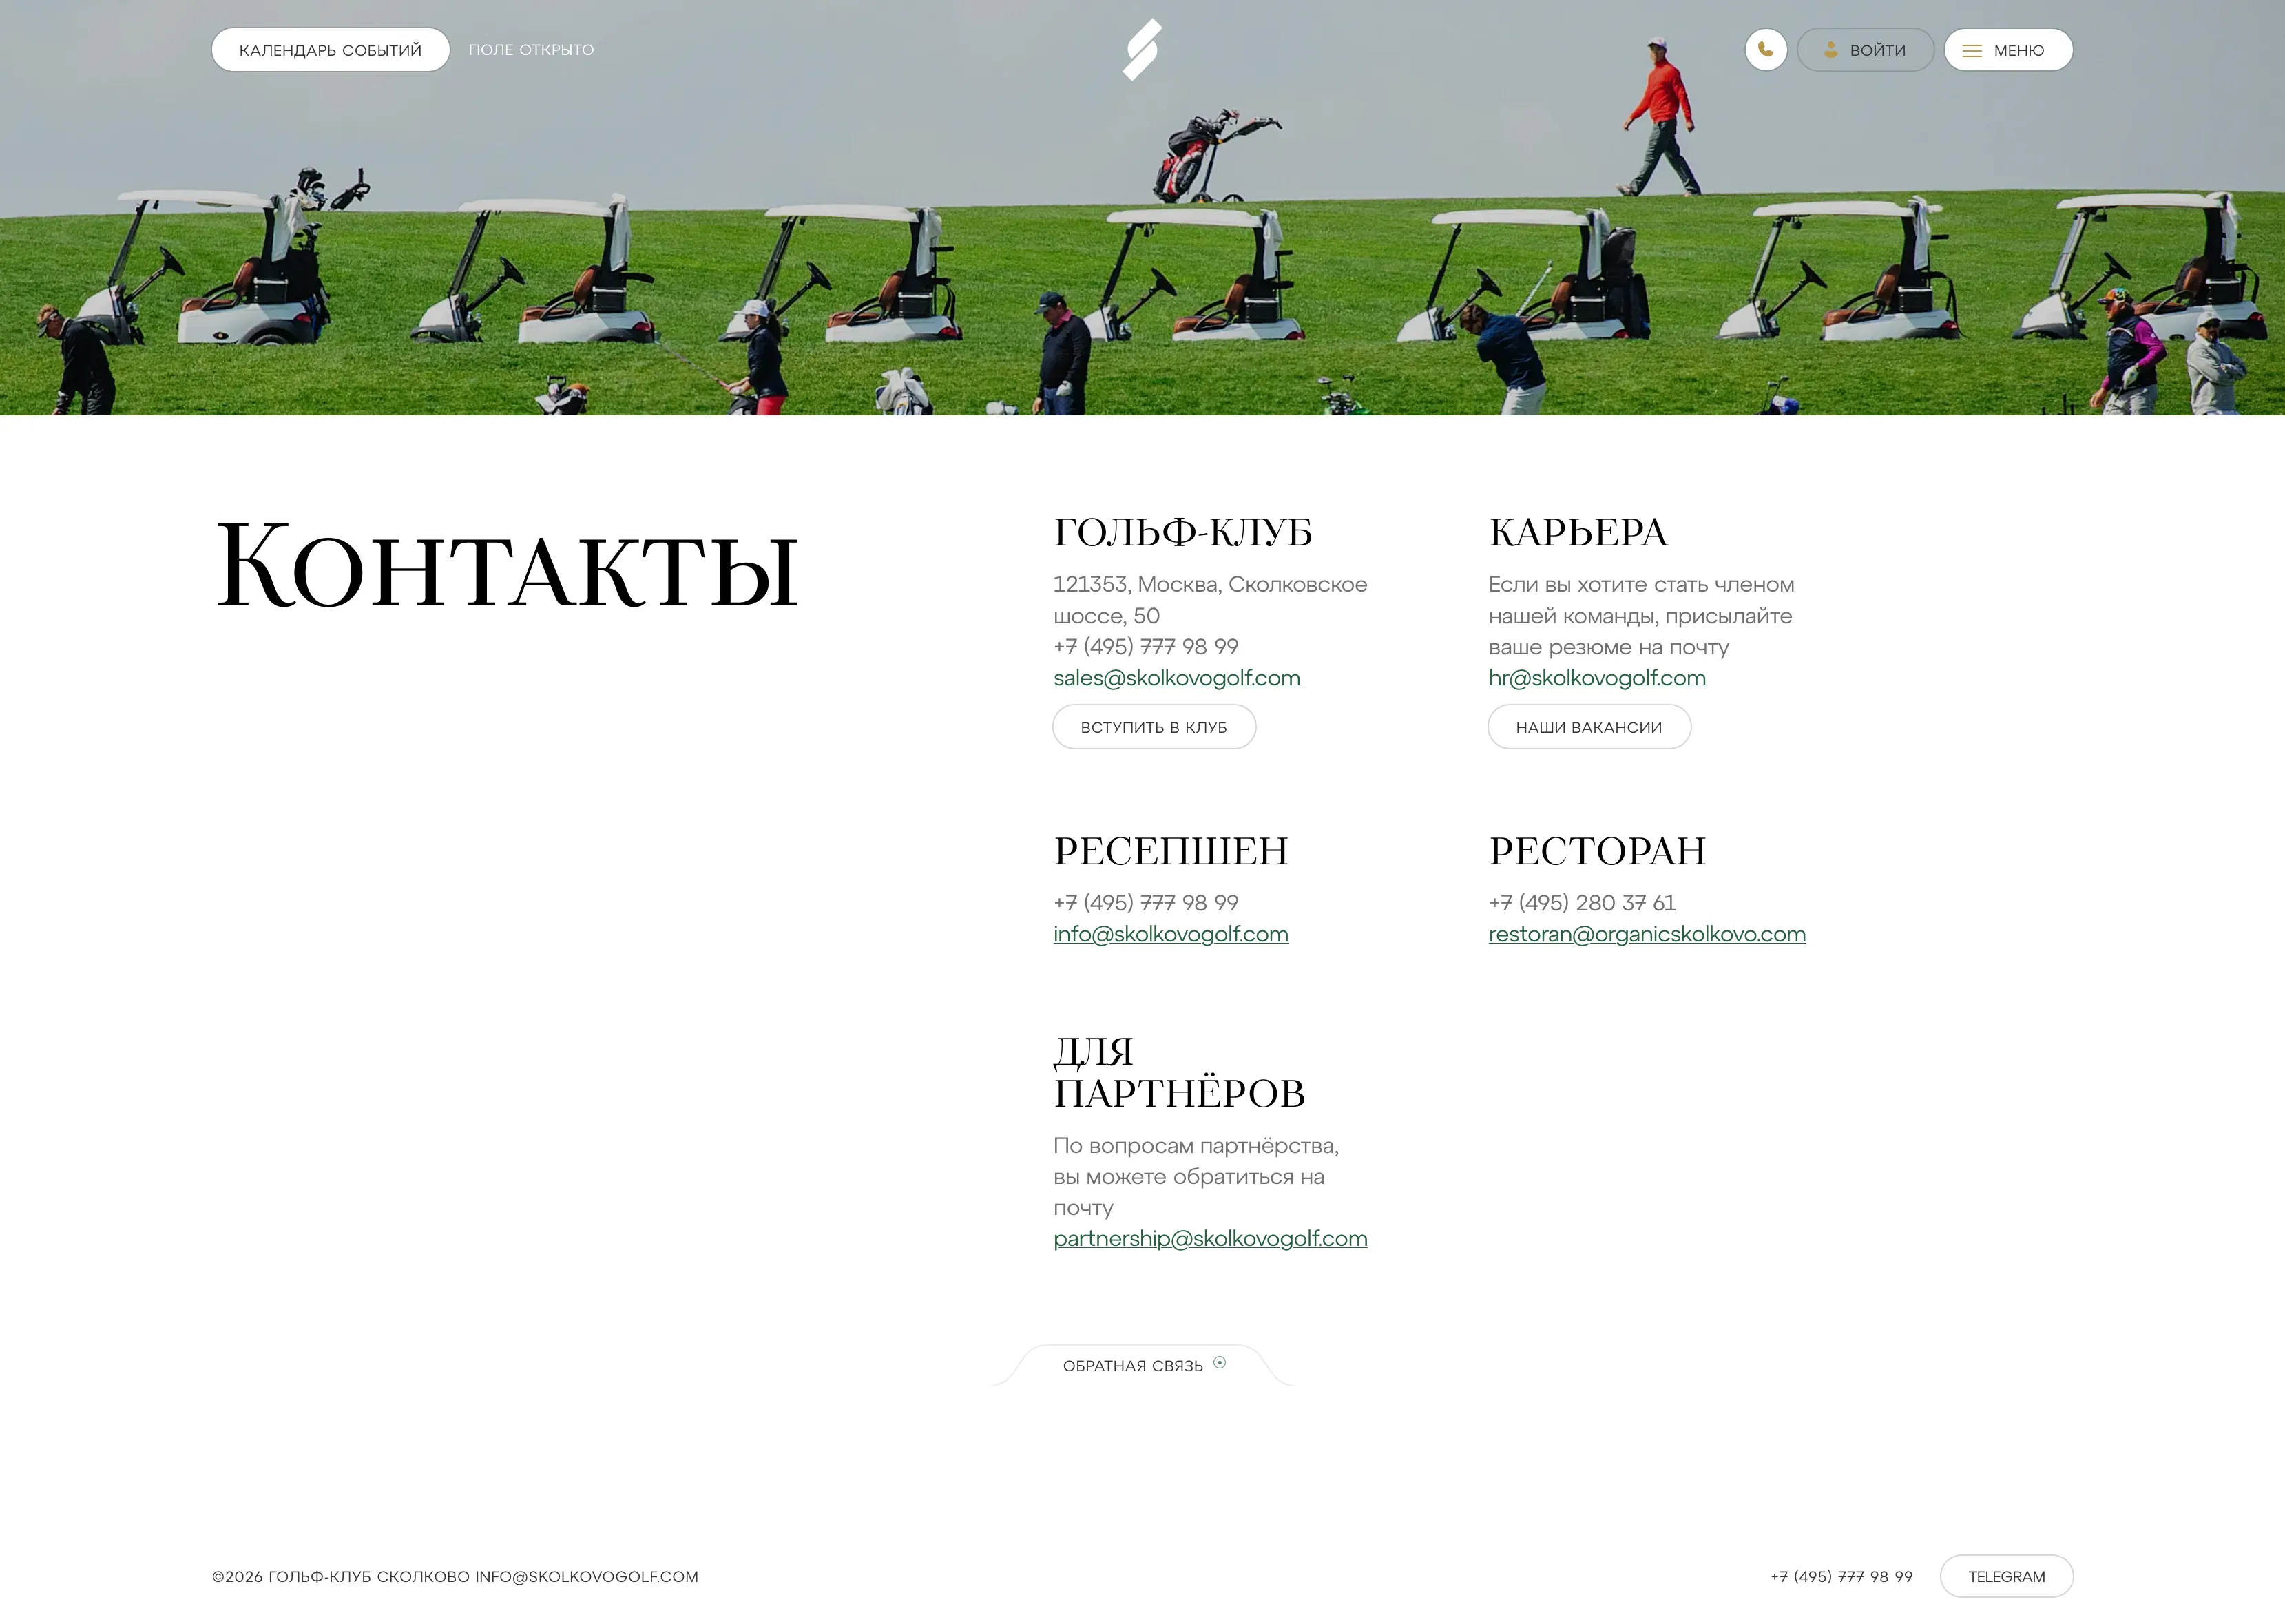 КАЛЕНДАРЬ СОБЫТИЙ
ПОЛЕ ОТКРЫТО
ВОЙТИ
МЕНЮ
Контакты
ГОЛЬФ-КЛУБ
121353, Москва, Сколковское
шоссе, 50
+7 (495) 777 98 99
sales@skolkovogolf.com
ВСТУПИТЬ В КЛУБ
КАРЬЕРА
Если вы хотите стать членом
нашей команды, присылайте
ваше резюме на почту
hr@skolkovogolf.com
НАШИ ВАКАНСИИ
РЕСЕПШЕН
+7 (495) 777 98 99
info@skolkovogolf.com
РЕСТОРАН
+7 (495) 280 37 61
restoran@organicskolkovo.com
ДЛЯ
ПАРТНЁРОВ
По вопросам партнёрства,
вы можете обратиться на
почту
partnership@skolkovogolf.com
ОБРАТНАЯ СВЯЗЬ
©2026 ГОЛЬФ-КЛУБ СКОЛКОВО INFO@SKOLKOVOGOLF.COM
+7 (495) 777 98 99
TELEGRAM